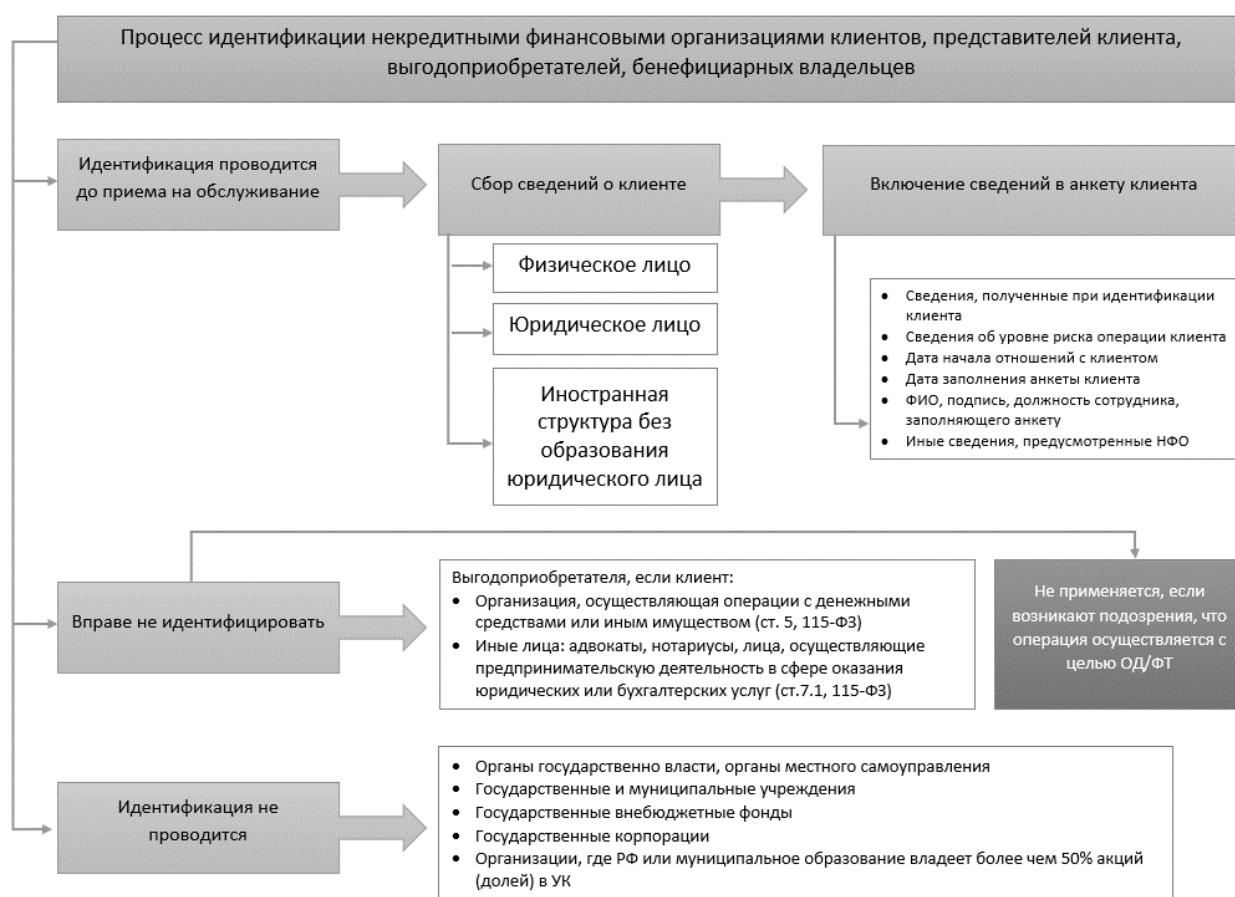 Процесс идентификации некредитными финансовыми организациями клиентов, представителей клиента,
выгодоприобретателей, бенефициарных владельцев
Идентификация проводится
до приема на обслуживание
Сбор сведений о клиенте
Включение сведений в анкету клиента
Физическое лицо
Юридическое лицо
Иностранная
структура без
образования
юридического лица
• Сведения, полученные при идентификации
клиента
• Сведения об уровне риска операции клиента
• Дата начала отношений с клиентом
• Дата заполнения анкеты клиента
• ФИО, подпись, должность сотрудника,
заполняющего анкету
• Иные сведения, предусмотренные НФО
Вправе не идентифицировать
Выгодоприобретателя, если клиент:
• Организация, осуществляющая операции с денежными
средствами или иным имуществом (ст. 5, 115-ФЗ)
• Иные лица: адвокаты, нотариусы, лица, осуществляющие
предпринимательскую деятельность в сфере оказания
юридических или бухгалтерских услуг (ст.7.1, 115-ФЗ)
Не применяется, если
возникают подозрения, что
операция осуществляется с
целью ОД/ФТ
Идентификация не
проводится
• Органы государственно власти, органы местного самоуправления
• Государственные и муниципальные учреждения
• Государственные внебюджетные фонды
• Государственные корпорации
• Организации, где РФ или муниципальное образование владеет более чем 50% акций
(долей) в УК